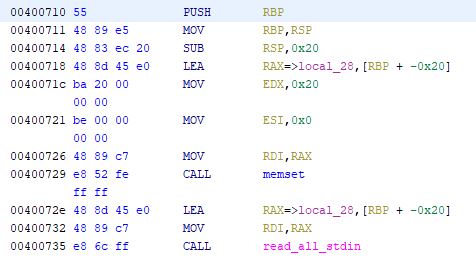 00400710 55 PUSH RBP
00400711 48 89 e5 MOV RBP,RSP
00400714 48 83 ec 20 SUB RSP,0x20
00400718 48 8d 45 e0 LEA RAX=>local_28,[RBP + -0x20]
0040071c ba 20 00 MOV EDX,0x20
00 00
00400721 be 00 00 MOV ESI,0x0
00 00
00400726 48 89 c7 MOV RDI,RAX
00400729 e8 52 fe CALL memset
ff ff
0040072e 48 8d 45 e0 LEA RAX=>local_28,[RBP + -0x20]
00400732 48 89 c7 MOV RDI,RAX
00400735 e8 6c ff CALL read_all_stdin